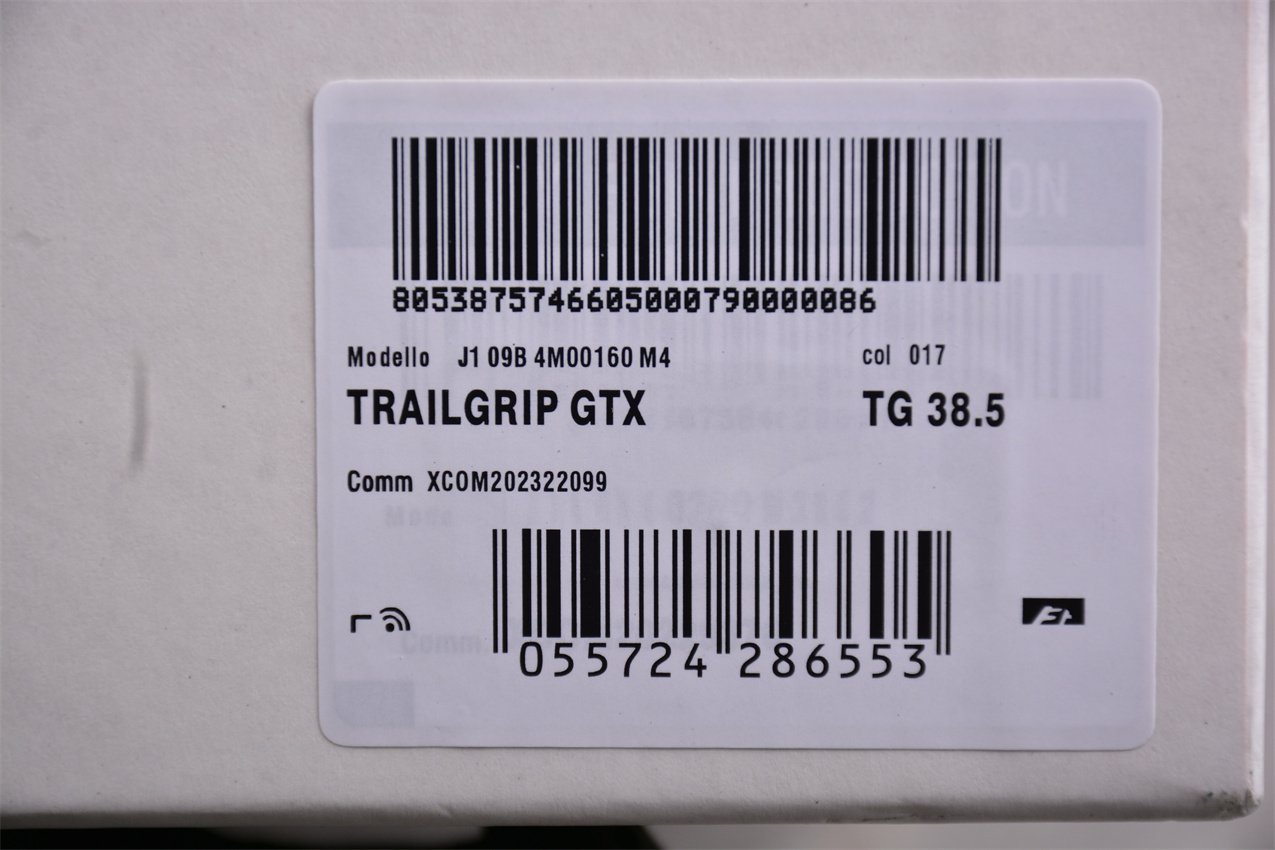 8053875746605000790000086
Modello J1 09B 4M00160 M4 col 017
TRAILGRIP GTX TG 38.5
Comm XCOM202322099
055724 286553